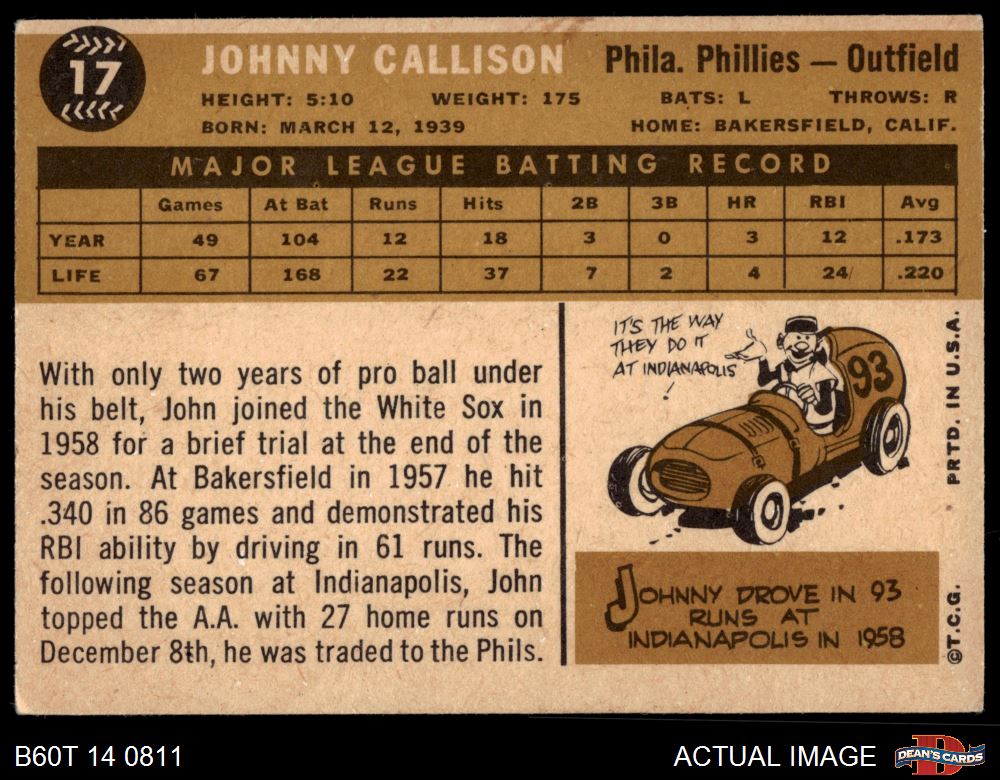 17
JOHNNY CALLISON
Phila. Phillies — Outfield
HEIGHT: 5:10 WEIGHT: 175 BATS: L THROWS: R
BORN: MARCH 12, 1939 HOME: BAKERSFIELD, CALIF.
MAJOR LEAGUE BATTING RECORD
Games At Bat Runs Hits 2B 3B HR RBI Avg
YEAR 49 104 12 18 3 0 3 12 .173
LIFE 67 168 22 37 7 2 4 24 .220
With only two years of pro ball under
his belt, John joined the White Sox in
1958 for a brief trial at the end of the
season. At Bakersfield in 1957 he hit
.340 in 86 games and demonstrated his
RBI ability by driving in 61 runs. The
following season at Indianapolis, John
topped the A.A. with 27 home runs on
December 8th, he was traded to the Phils.
IT'S THE WAY
THEY DO IT
AT INDIANAPOLIS
!
93
JOHNNY DROVE IN 93
RUNS AT
INDIANAPOLIS IN 1958
©T.C.G. PRTD. IN U.S.A.
B60T 14 0811
ACTUAL IMAGE
DEAN'S CARDS